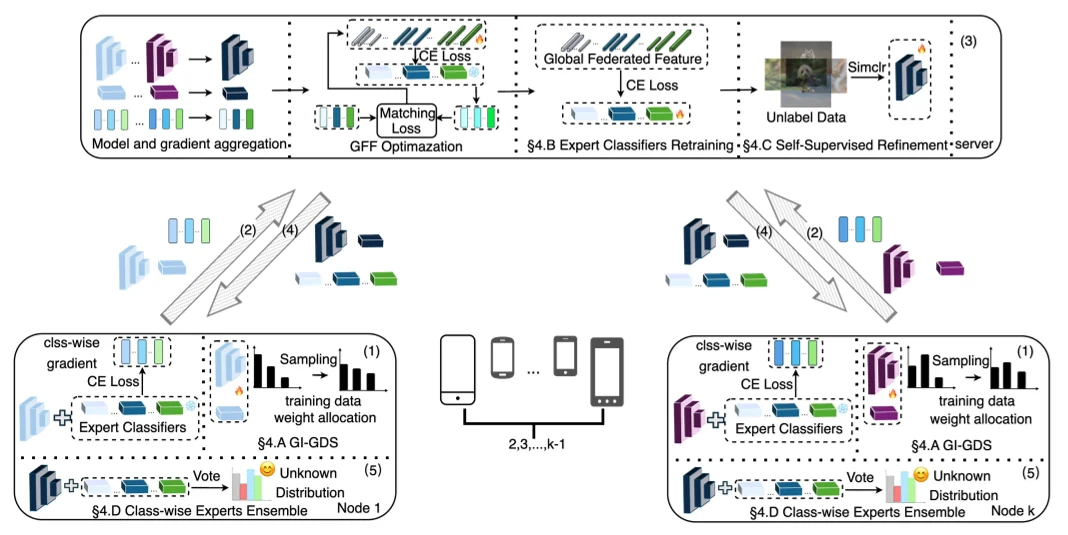 CE Loss
Matching
Loss
Model and gradient aggregation
GFF Optimazation
Global Federated Feature
CE Loss
§4.B Expert Classifiers Retraining
Simclr
Unlabel Data
§4.C Self-Supervised Refinement
(3)
server
(2)
(4)
(4)
(2)
clss-wise
gradient
CE Loss
Expert Classifiers
(1)
Sampling
training data
weight allocation
§4.A GI-GDS
(5)
Vote
Unknown
Distribution
§4.D Class-wise Experts Ensemble
Node 1
...
2,3,...,k-1
clss-wise
gradient
CE Loss
Expert Classifiers
(1)
Sampling
training data
weight allocation
§4.A GI-GDS
(5)
Vote
Unknown
Distribution
§4.D Class-wise Experts Ensemble
Node k